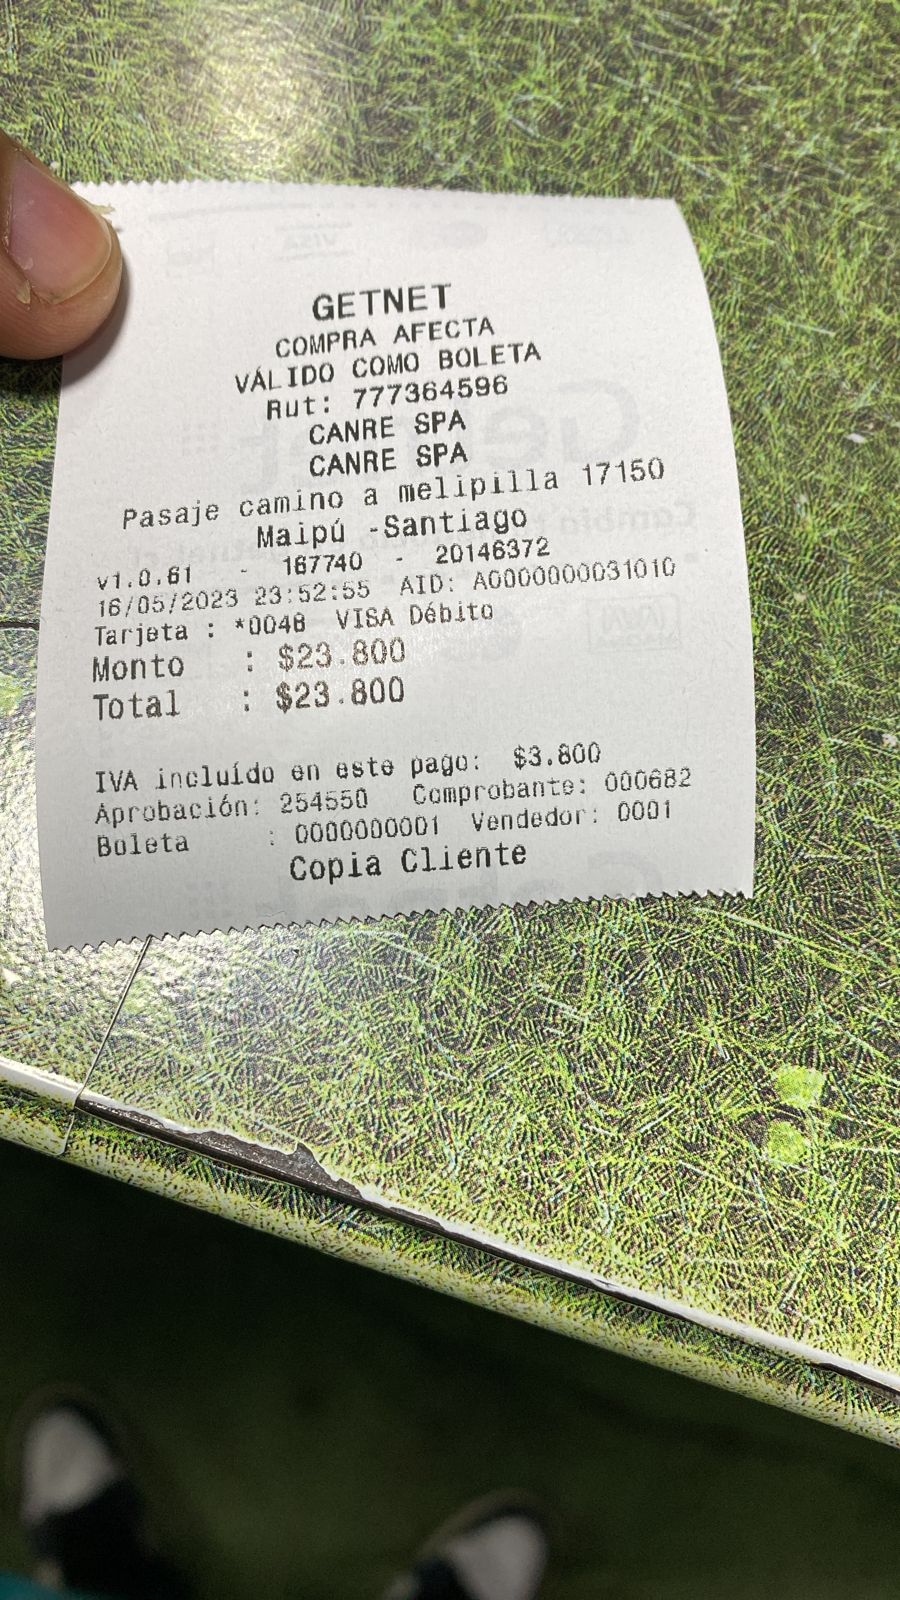 GETNET
COMPRA AFECTA
VÁLIDO COMO BOLETA
Rut: 777364596
CANRE SPA
CANRE SPA
Pasaje camino a melipilla 17150
Maipú -Santiago
v1.0.61 - 167740 - 20146372
16/05/2023 23:52:55 AID: A0000000031010
Tarjeta : *0048 VISA Débito
Monto : $23.800
Total : $23.800
IVA incluído en este pago: $3.800
Aprobación: 254550 Comprobante: 000682
Boleta : 0000000001 Vendedor: 0001
Copia Cliente